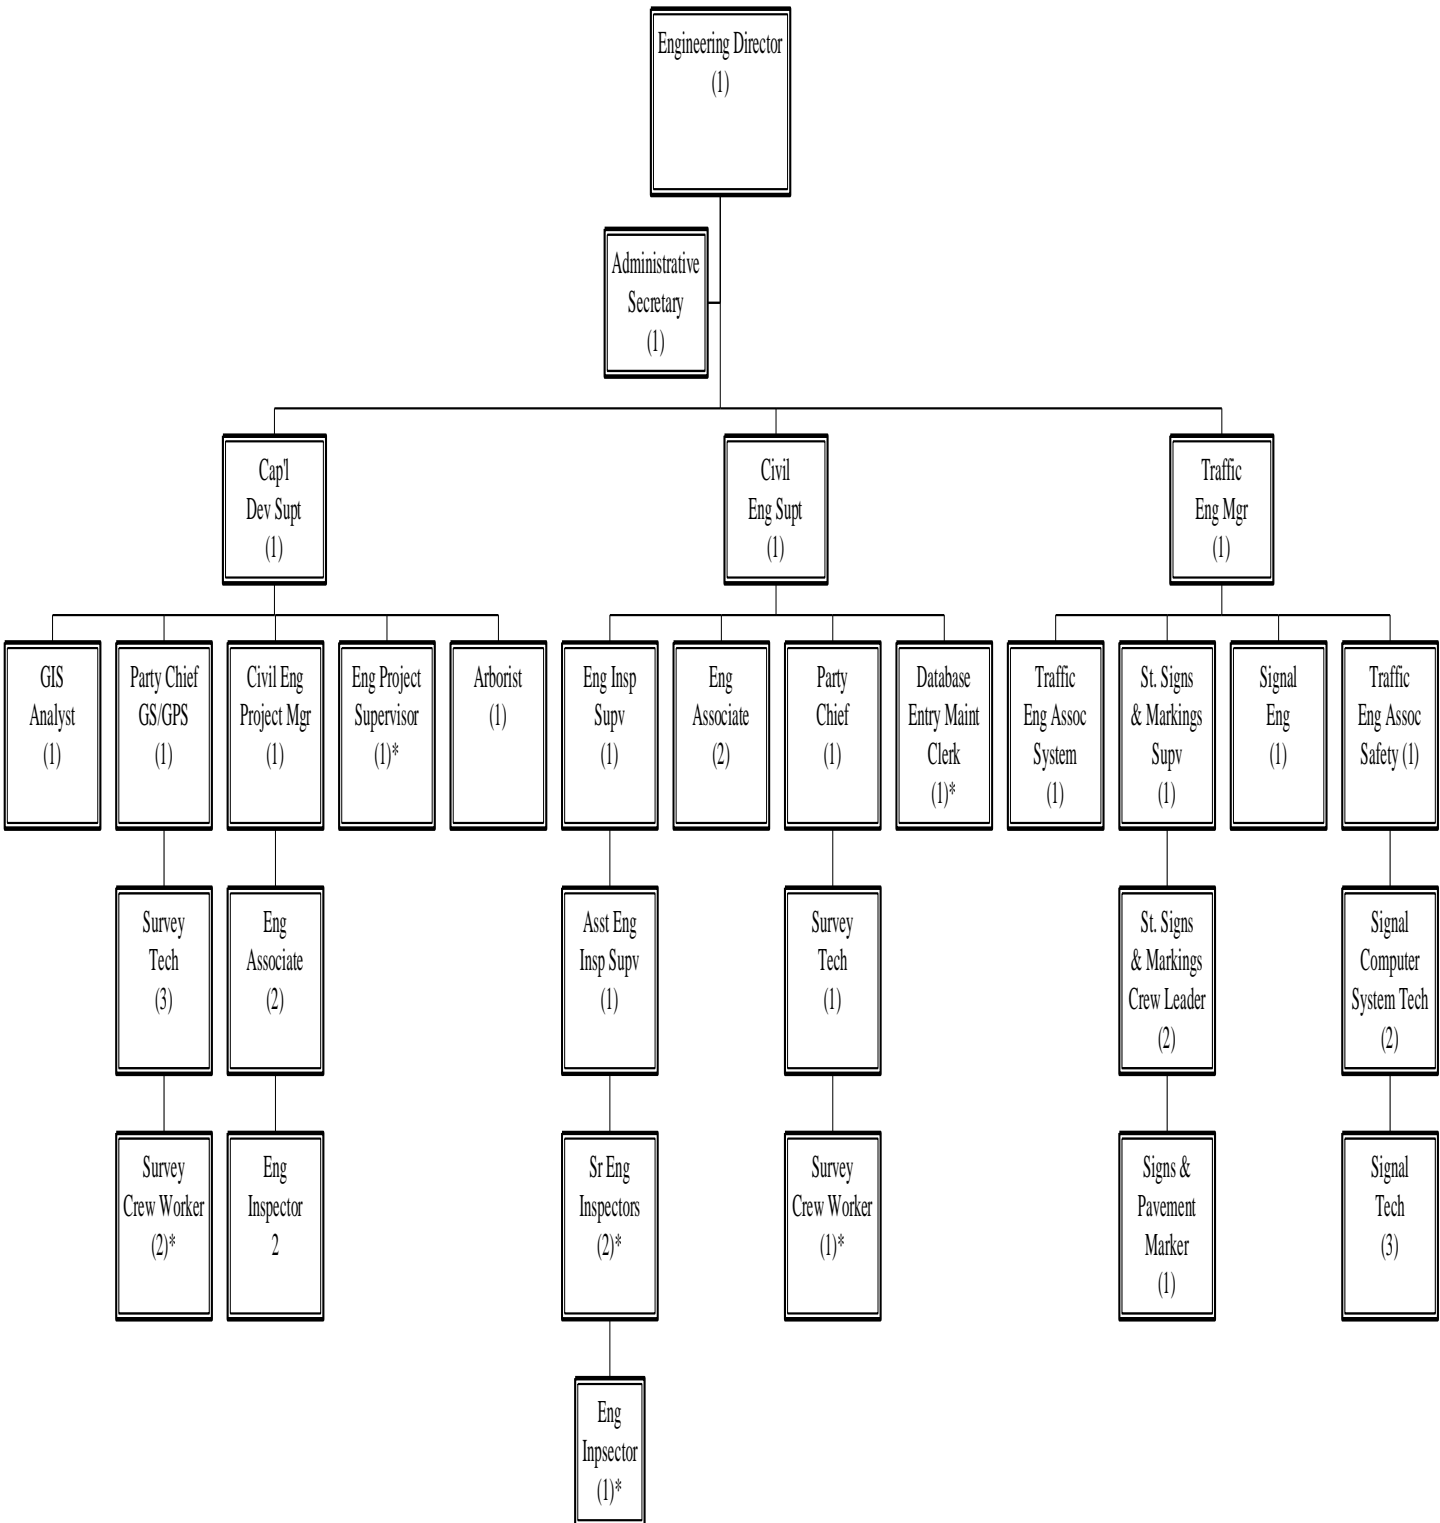 Engineering Director
(1)
Administrative
Secretary
(1)
Cap'l
Dev Supt
(1)
Civil
Eng Supt
(1)
Traffic
Eng Mgr
(1)
GIS
Analyst
(1)
Party Chief
GS/GPS
(1)
Civil Eng
Project Mgr
(1)
Eng Project
Supervisor
(1)*
Arborist
(1)
Eng Insp
Supv
(1)
Eng
Associate
(2)
Party
Chief
(1)
Database
Entry Maint
Clerk
(1)*
Traffic
Eng Assoc
System
(1)
St. Signs
& Markings
Supv
(1)
Signal
Eng
(1)
Traffic
Eng Assoc
Safety (1)
Survey
Tech
(3)
Eng
Associate
(2)
Asst Eng
Insp Supv
(1)
Survey
Tech
(1)
St. Signs
& Markings
Crew Leader
(2)
Signal
Computer
System Tech
(2)
Survey
Crew Worker
(2)*
Eng
Inspector
2
Sr Eng
Inspectors
(2)*
Survey
Crew Worker
(1)*
Signs &
Pavement
Marker
(1)
Signal
Tech
(3)
Eng
Inpsector
(1)*